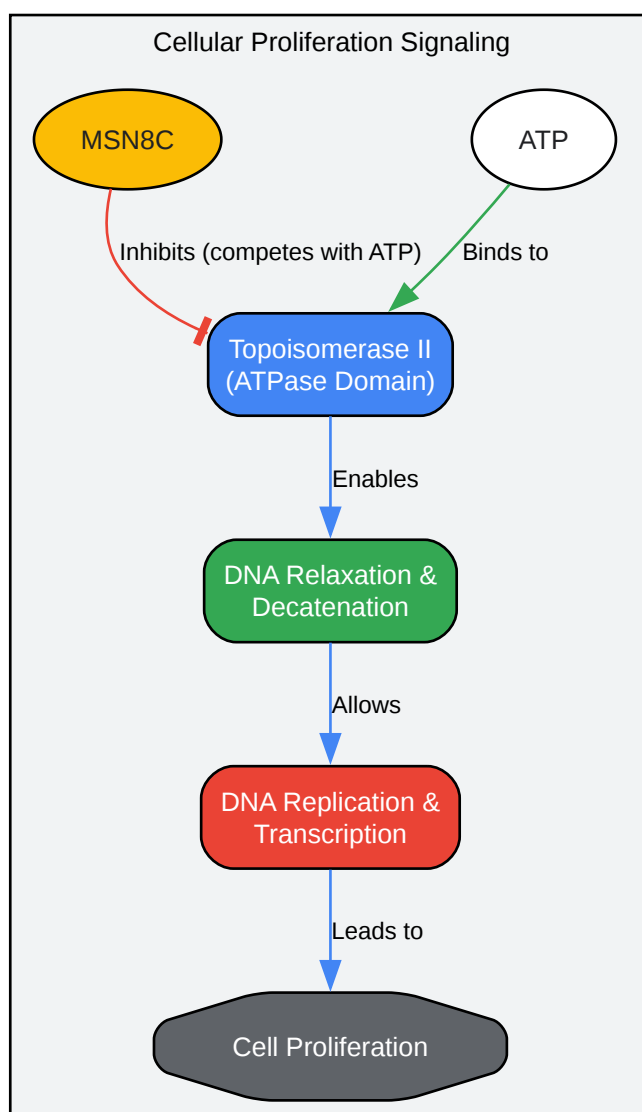 Cellular Proliferation Signaling
MSN8C
ATP
Inhibits (competes with ATP)
Binds to
Topoisomerase II
(ATPase Domain)
Enables
DNA Relaxation &
Decatenation
Allows
DNA Replication &
Transcription
Leads to
Cell Proliferation